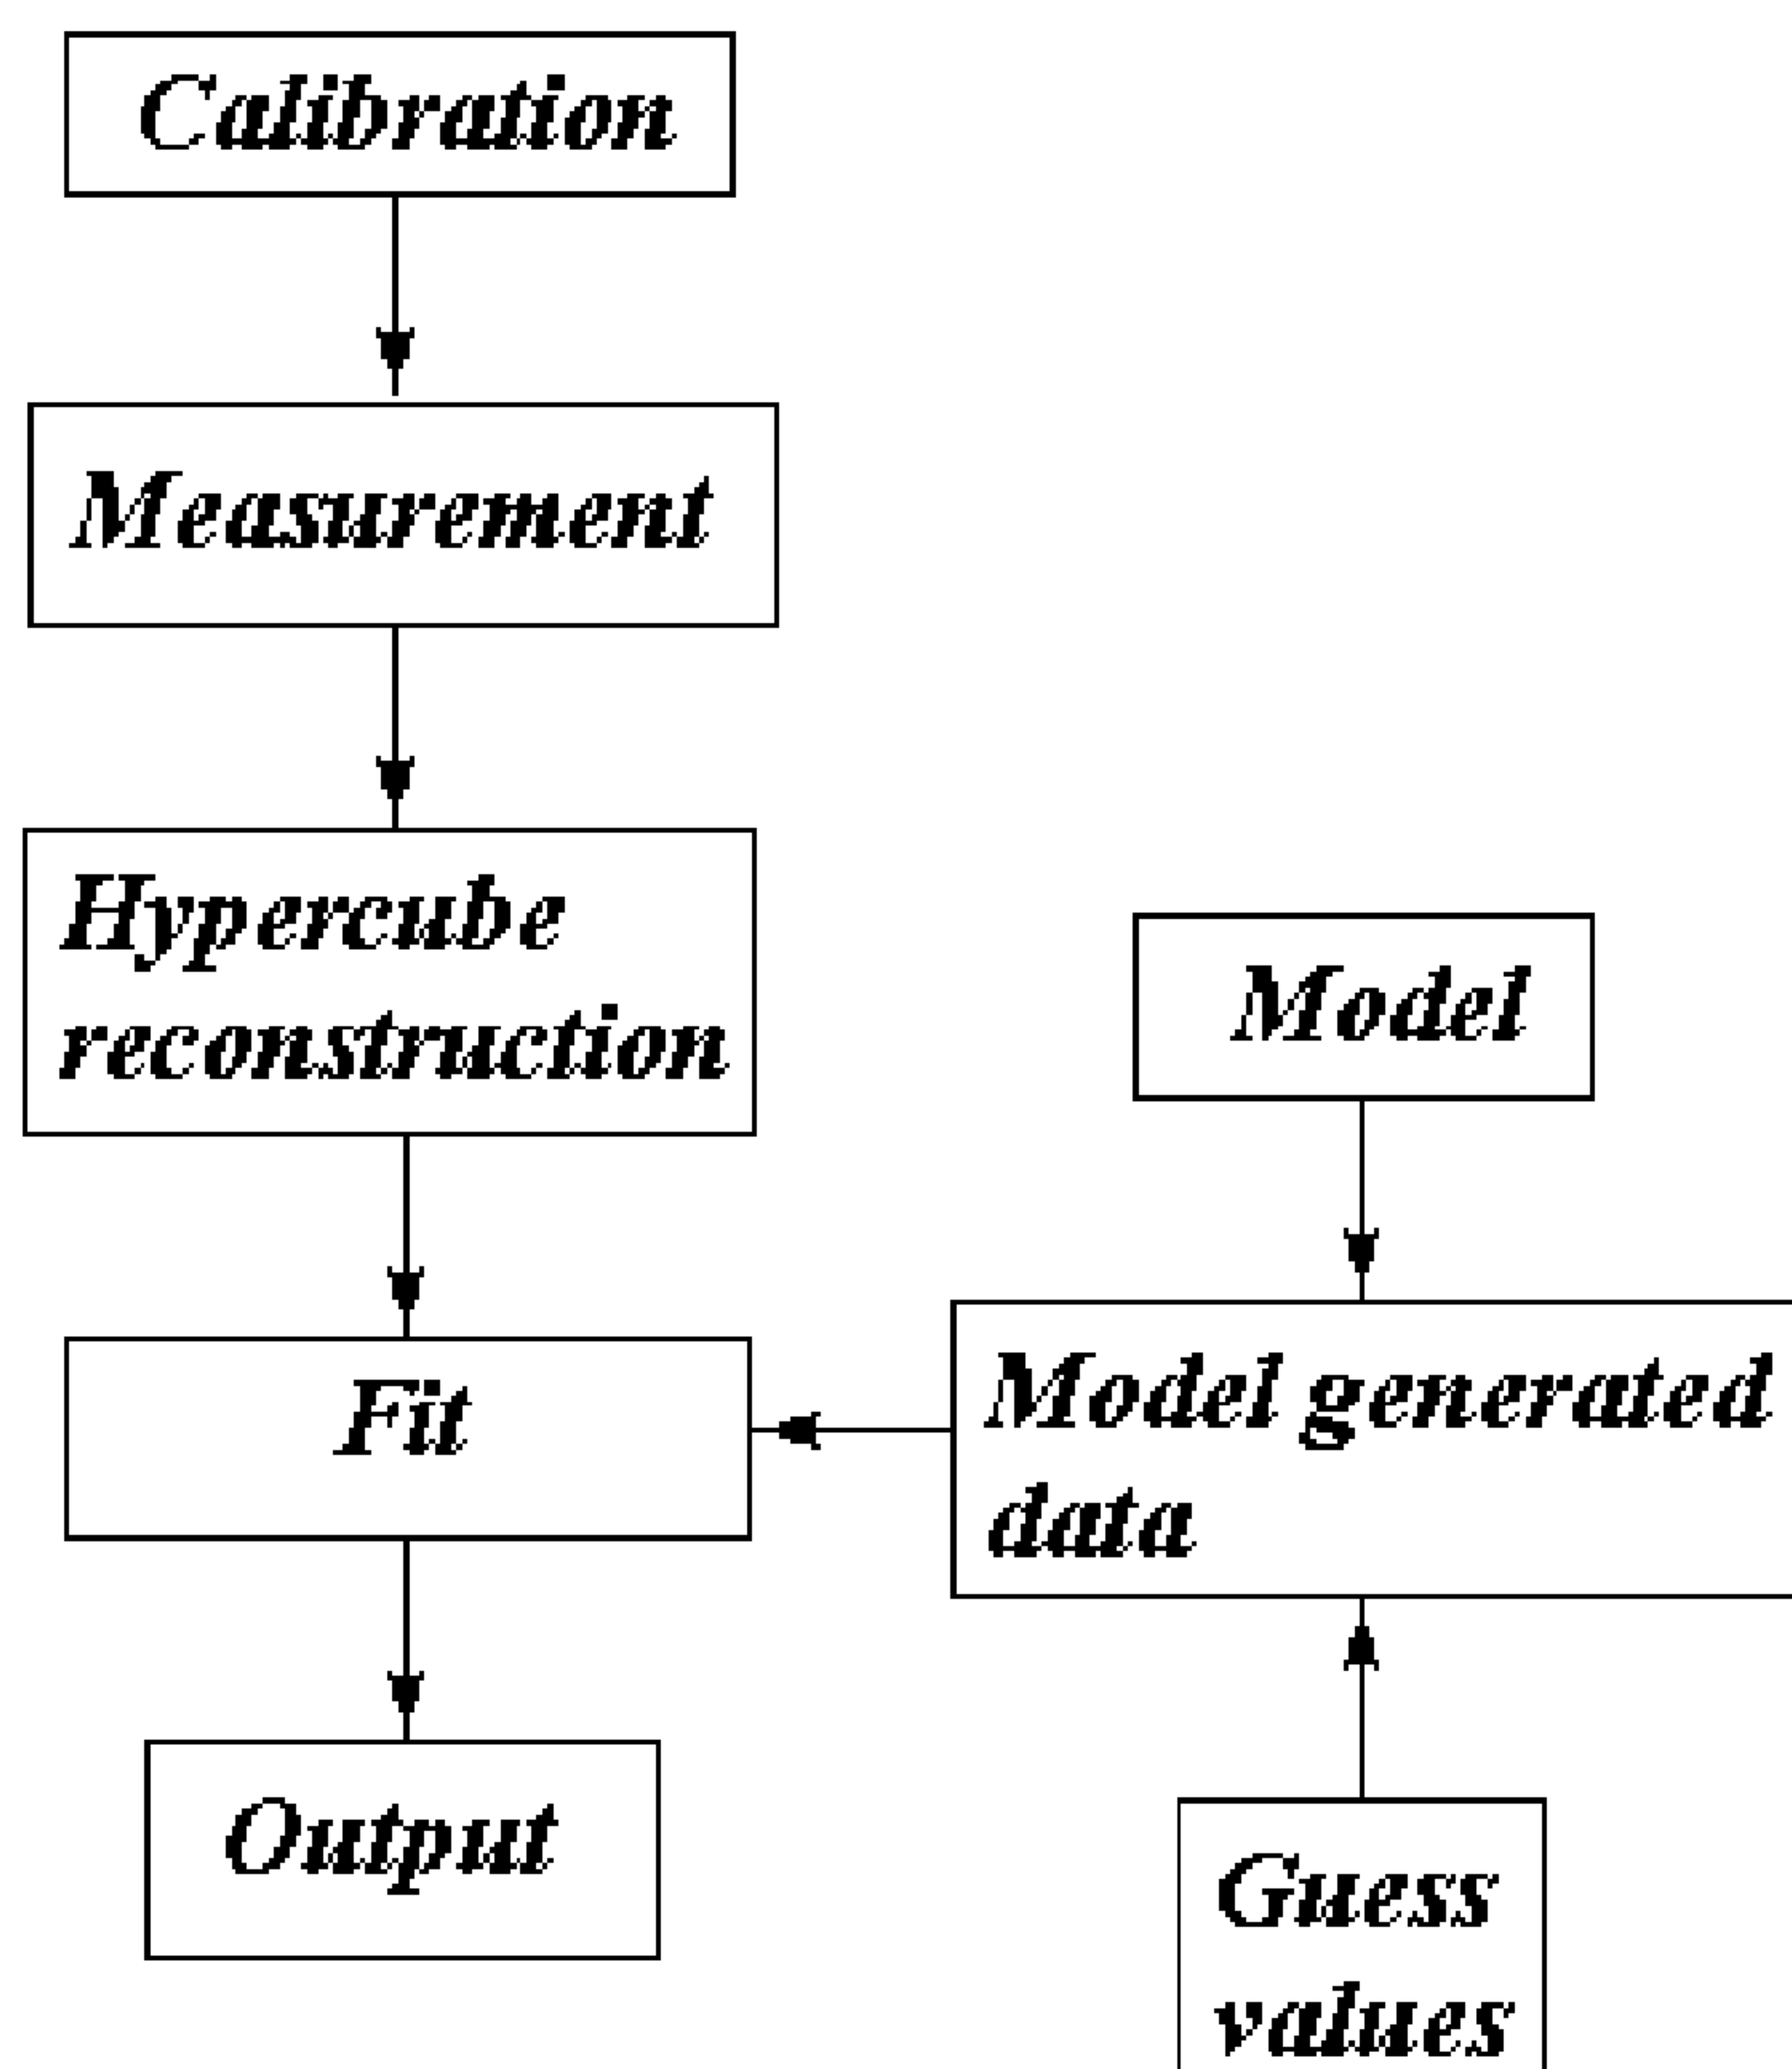 Calibration
Measurement
Hypercube
reconstruction
Model
Fit
Model generated
data
Output
Guess
values